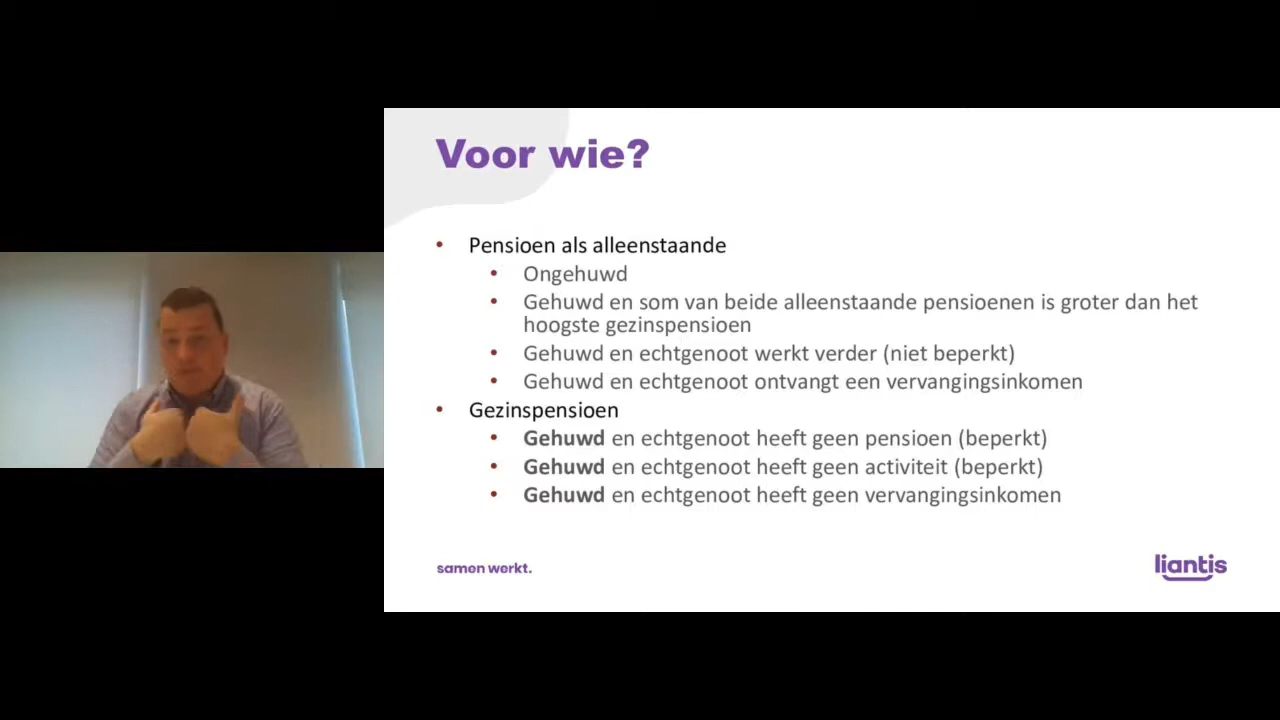 Voor wie?
• Pensioen als alleenstaande
• Ongehuwd
• Gehuwd en som van beide alleenstaande pensioenen is groter dan het
hoogste gezinspensioen
• Gehuwd en echtgenoot werkt verder (niet beperkt)
• Gehuwd en echtgenoot ontvangt een vervangingsinkomen
• Gezinspensioen
• Gehuwd en echtgenoot heeft geen pensioen (beperkt)
• Gehuwd en echtgenoot heeft geen activiteit (beperkt)
• Gehuwd en echtgenoot heeft geen vervangingsinkomen
samen werkt.
liantis